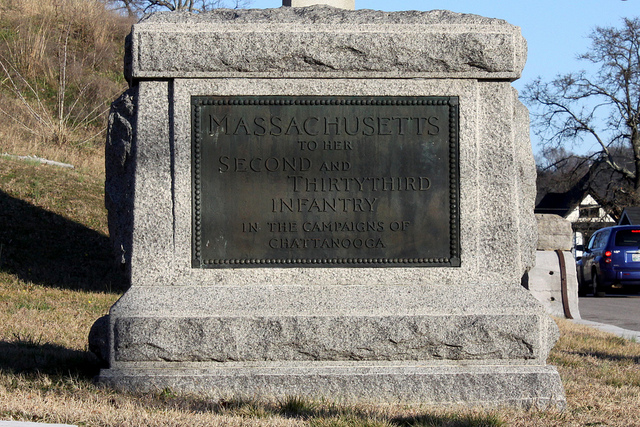 MASSACHUSETTS
TO HER
SECOND AND
THIRTYTHIRD
INFANTRY
IN THE CAMPAIGNS OF
CHATTANOOGA